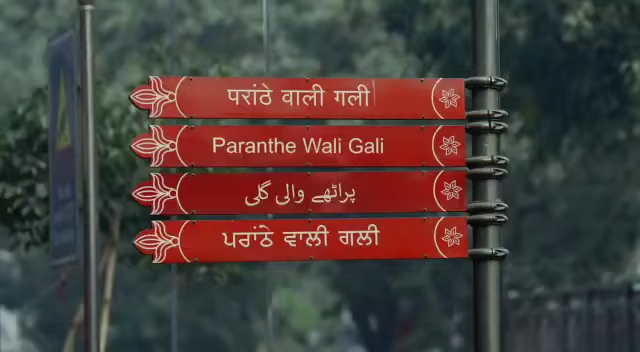 परांठे वाली गली
Paranthe Wali Gali
پراٹھے والی گلی
ਪਰਾਂਠੇ ਵਾਲੀ ਗਲੀ